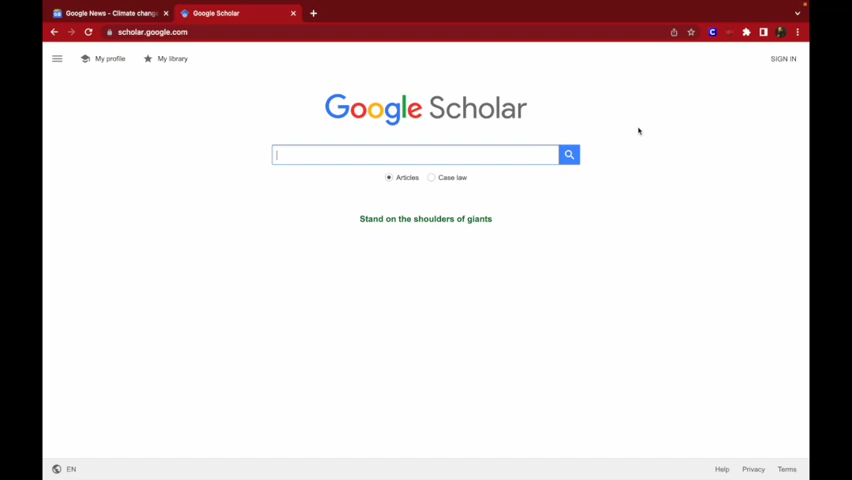 Google News - Climate chang
Google Scholar
scholar.google.com
My profile
My library
SIGN IN
Google Scholar
Articles
Case law
Stand on the shoulders of giants
EN
Help
Privacy
Terms